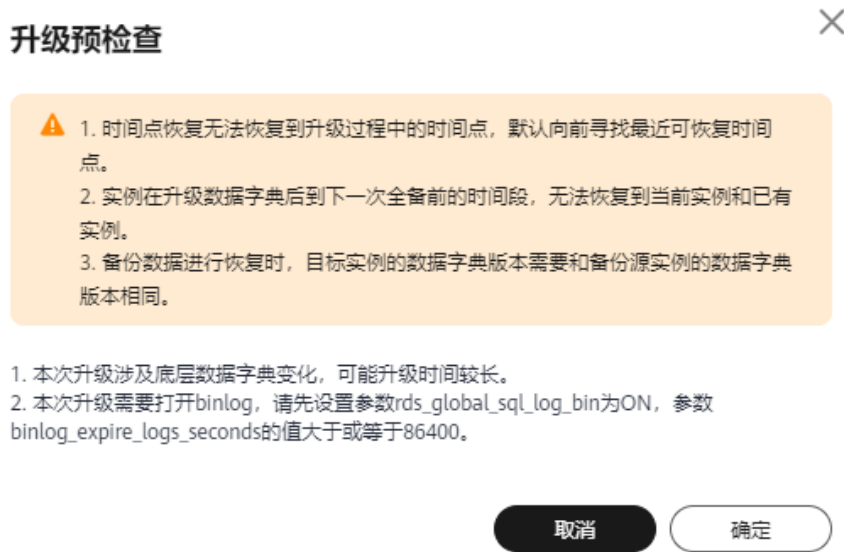 升级预检查
1. 时间点恢复无法恢复到升级过程中的时间点，默认向前寻找最近可恢复时间
点。
2. 实例在升级数据字典后到下一次全备前的时间段，无法恢复到当前实例和已有
实例。
3. 备份数据进行恢复时，目标实例的数据字典版本需要和备份源实例的数据字典
版本相同。
1. 本次升级涉及底层数据字典变化，可能升级时间较长。
2. 本次升级需要打开binlog，请先设置参数rds_global_sql_log_bin为ON，参数
binlog_expire_logs_seconds的值大于或等于86400。
取消
确定